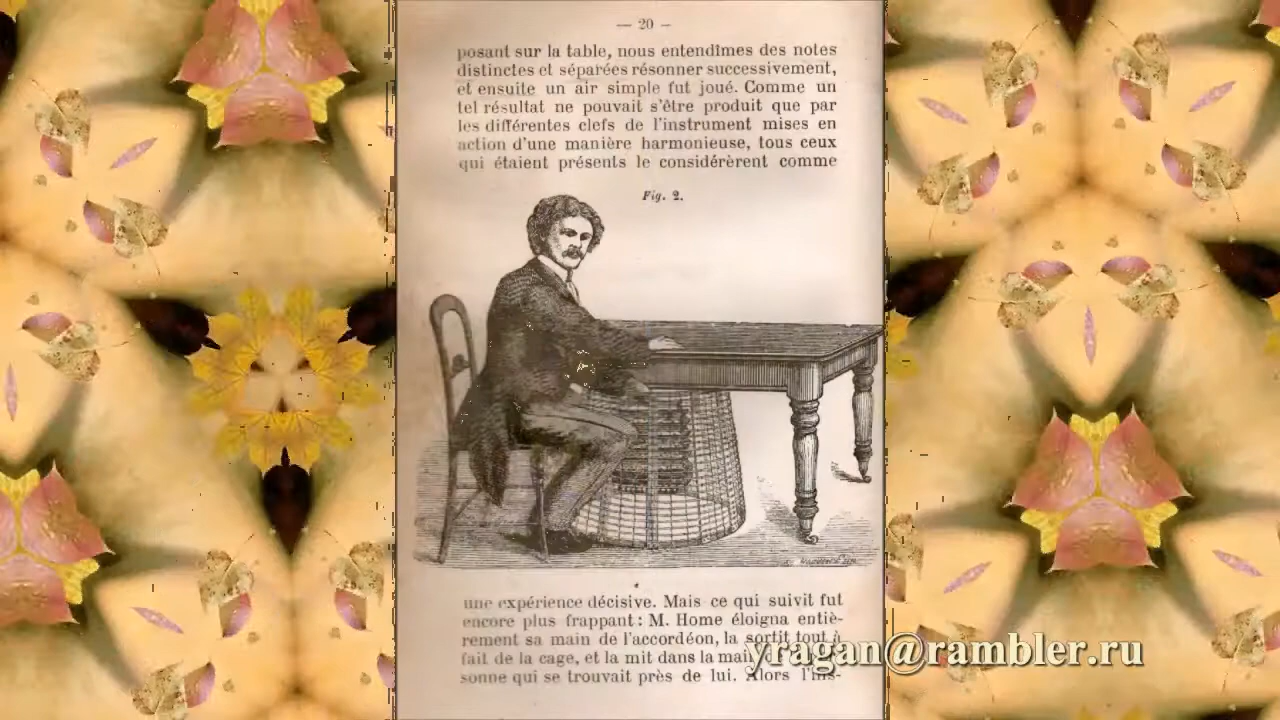 — 20 —
posant sur la table, nous entendîmes des notes
distinctes et séparées résonner successivement,
et ensuite un air simple fut joué. Comme un
tel résultat ne pouvait s'être produit que par
les différentes clefs de l'instrument mises en
action d'une manière harmonieuse, tous ceux
qui étaient présents le considérèrent comme
Fig. 2.
une expérience décisive. Mais ce qui suivit fut
encore plus frappant : M. Home éloigna entiè-
rement sa main de l'accordéon, la sortit tout à
fait de la cage, et la mit dans la main
sonne qui se trouvait près de lui. Alors l'ins-
yragan@rambler.ru